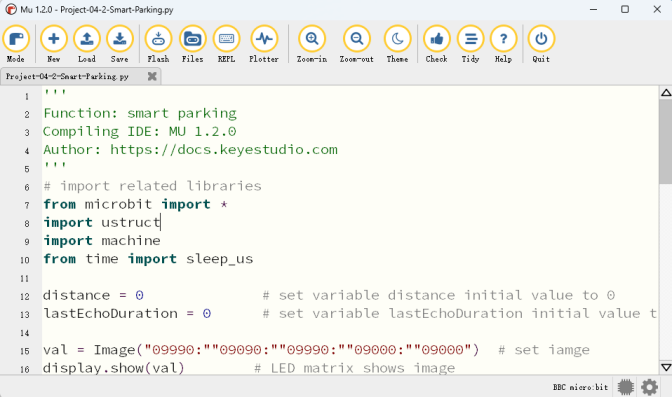 Mu 1.2.0 - Project-04-2-Smart-Parking.py
Mode New Load Save Flash Files REPL Plotter Zoom-in Zoom-out Theme Check Tidy Help Quit
Project-04-2-Smart-Parking.py
1 '''
2 Function: smart parking
3 Compiling IDE: MU 1.2.0
4 Author: https://docs.keyestudio.com
5 '''
6 # import related libraries
7 from microbit import *
8 import ustruct
9 import machine
10 from time import sleep_us
11
12 distance = 0 # set variable distance initial value to 0
13 lastEchoDuration = 0 # set variable lastEchoDuration initial value t
14
15 val = Image("09990:""09090:""09990:""09000:""09000") # set iamge
16 display.show(val) # LED matrix shows image
BBC micro:bit